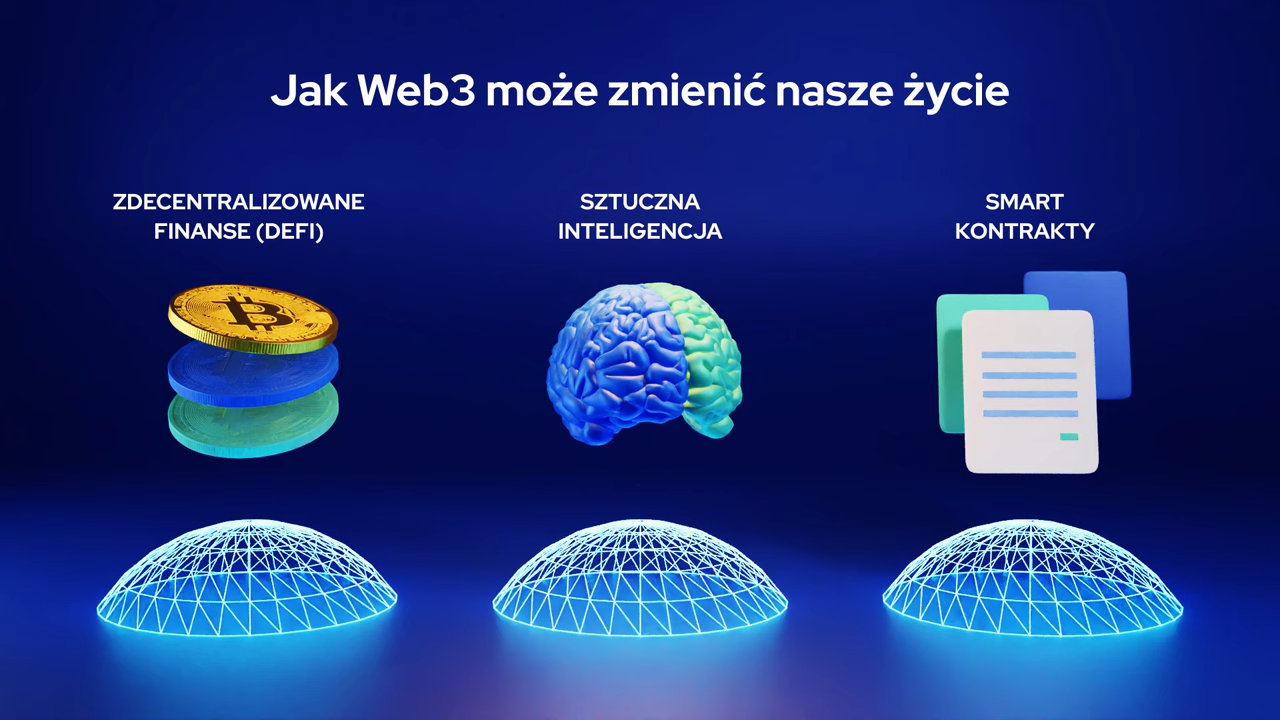 Jak Web3 może zmienić nasze życie
ZDECENTRALIZOWANE
FINANSE (DEFI)
SZTUCZNA
INTELIGENCJA
SMART
KONTRAKTY